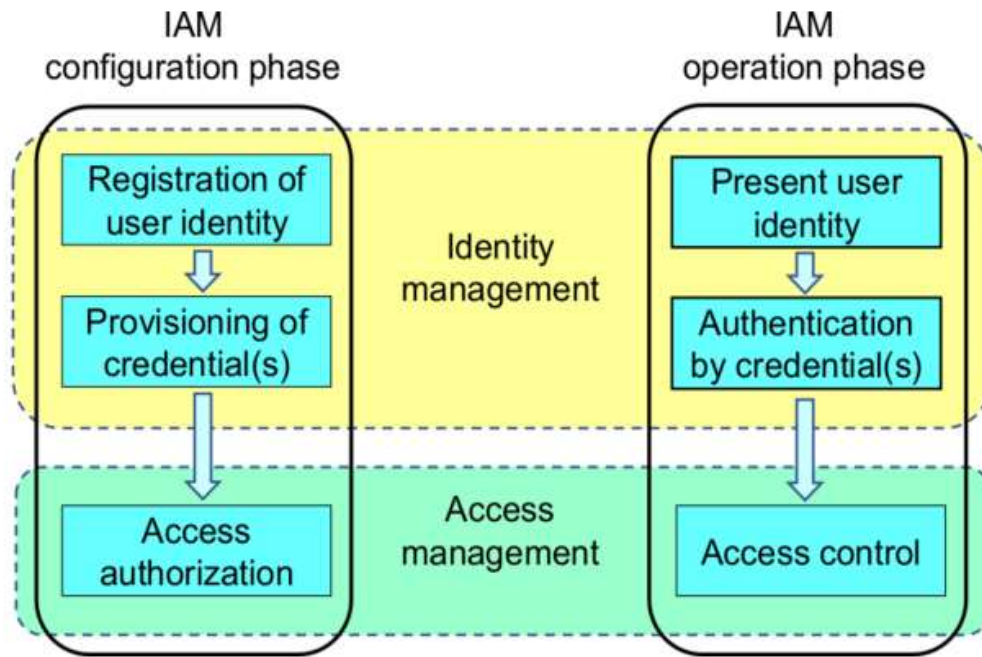 IAM
configuration phase
IAM
operation phase
Registration of
user identity
Present user
identity
Identity
management
Provisioning of
credential(s)
Authentication
by credential(s)
Access
management
Access
authorization
Access control